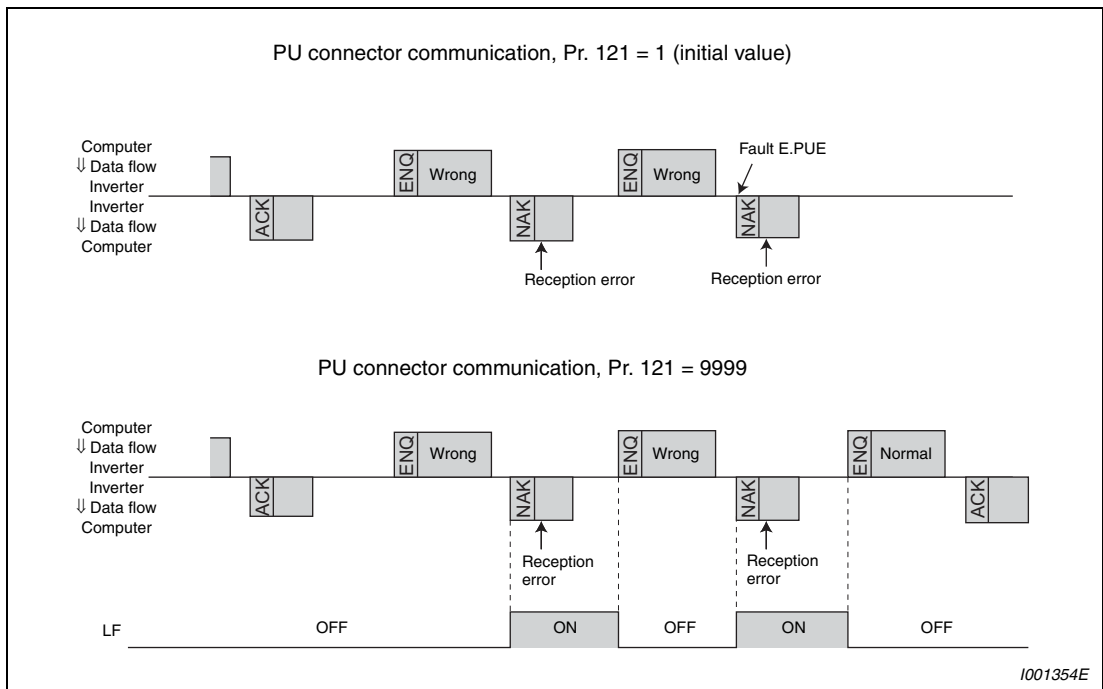 PU connector communication, Pr. 121 = 1 (initial value)
Computer
⇓ Data flow
Inverter
Inverter
⇓ Data flow
Computer
ACK
ENQ Wrong
NAK
Reception error
ENQ Wrong
Fault E.PUE
NAK
Reception error
PU connector communication, Pr. 121 = 9999
Computer
⇓ Data flow
Inverter
Inverter
⇓ Data flow
Computer
ACK
ENQ Wrong
NAK
Reception
error
ENQ Wrong
NAK
Reception
error
ENQ Normal
ACK
LF OFF ON OFF ON OFF
I001354E